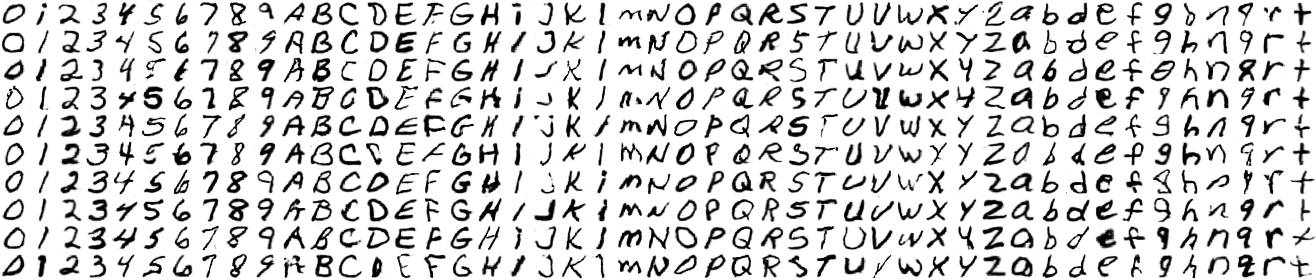 0 1 2 3 4 5 6 7 8 9 A B C D E F G H i J K l m N O P Q R S T U V W X Y Z a b d e f g h n q r t
0 1 2 3 4 5 6 7 8 9 A B C D E F G H I J K l m N O P Q R S T U V W X Y Z a b d e f g h n q r t
0 1 2 3 4 5 6 7 8 9 A B C D E F G H I J K l m N O P Q R S T U V W X Y Z a b d e f g h n q r t
0 1 2 3 4 5 6 7 8 9 A B C D E F G H i J K l m N O P Q R S T U V W X Y Z a b d e f g h n q r t
0 1 2 3 4 5 6 7 8 9 A B C D E F G H I J K l m N O P Q R S T U V W X Y Z a b d e f g h n q r t
0 1 2 3 4 5 6 7 8 9 A B C D E F G H I J K l m N O P Q R S T U V W X Y Z a b d e f g h n q r t
0 1 2 3 4 5 6 7 8 9 A B C D E F G H I J K l m N O P Q R S T U V W X Y Z a b d e f g h n q r t
0 1 2 3 4 5 6 7 8 9 A B C D E F G H I J K l m N O P Q R S T U V W X Y Z a b d e f g h n q r t
0 1 2 3 4 5 6 7 8 9 A B C D E F G H i J K l m N O P Q R S T U V W X Y Z a b d e f g h n q r t
0 1 2 3 4 5 6 7 8 9 A B C D E F G H I J K l m N O P Q R S T U V W X Y Z a b d e f g h n q r t